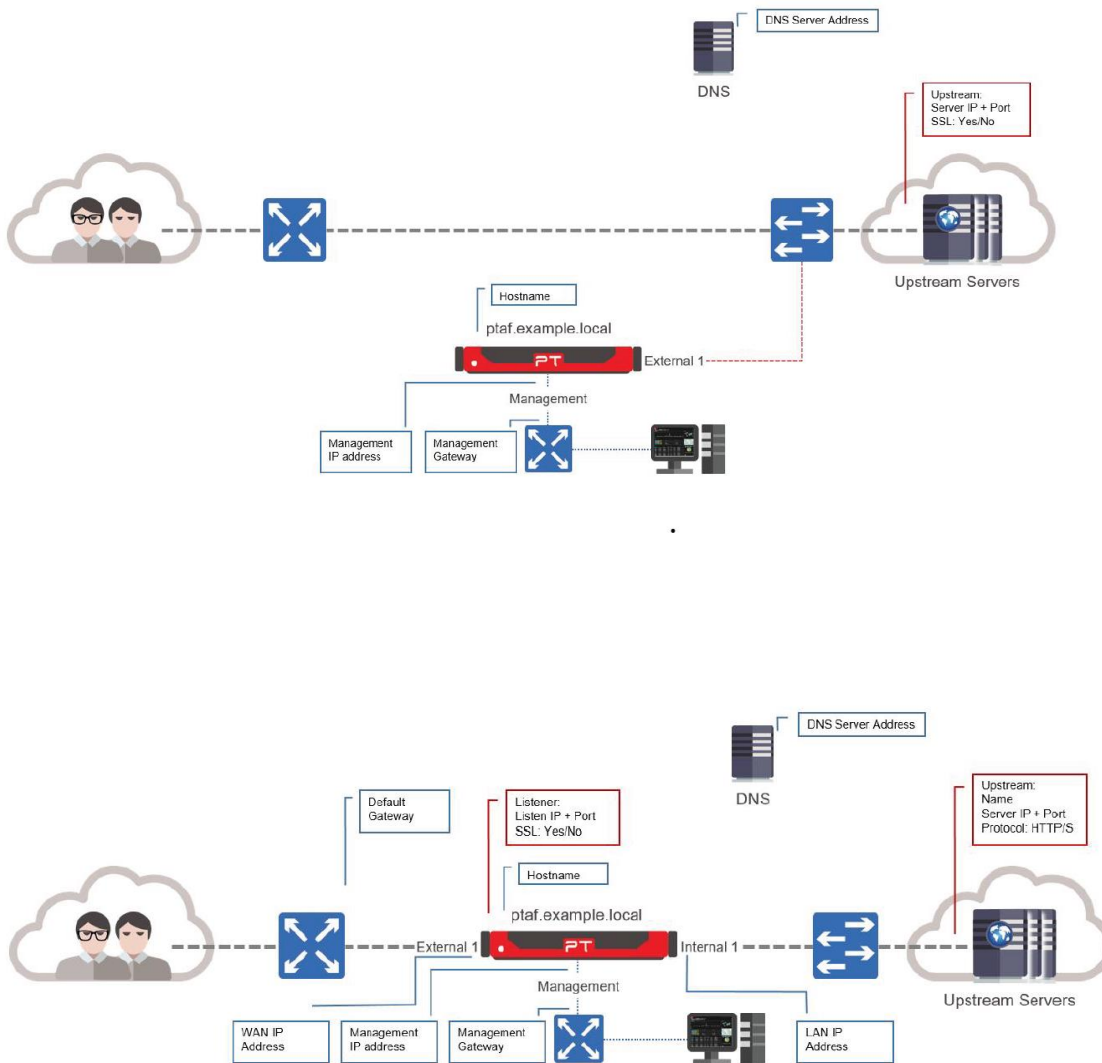 DNS Server Address
DNS
Upstream:
Server IP + Port
SSL: Yes/No
Upstream Servers
Hostname
ptaf.example.local
PT
External 1
Management
Management
IP address
Management
Gateway
DNS Server Address
DNS
Default
Gateway
Listener:
Listen IP + Port
SSL: Yes/No
Upstream:
Name
Server IP + Port
Protocol: HTTP/S
Hostname
ptaf.example.local
External 1
PT
Internal 1
Management
Upstream Servers
WAN IP
Address
Management
IP address
Management
Gateway
LAN IP
Address